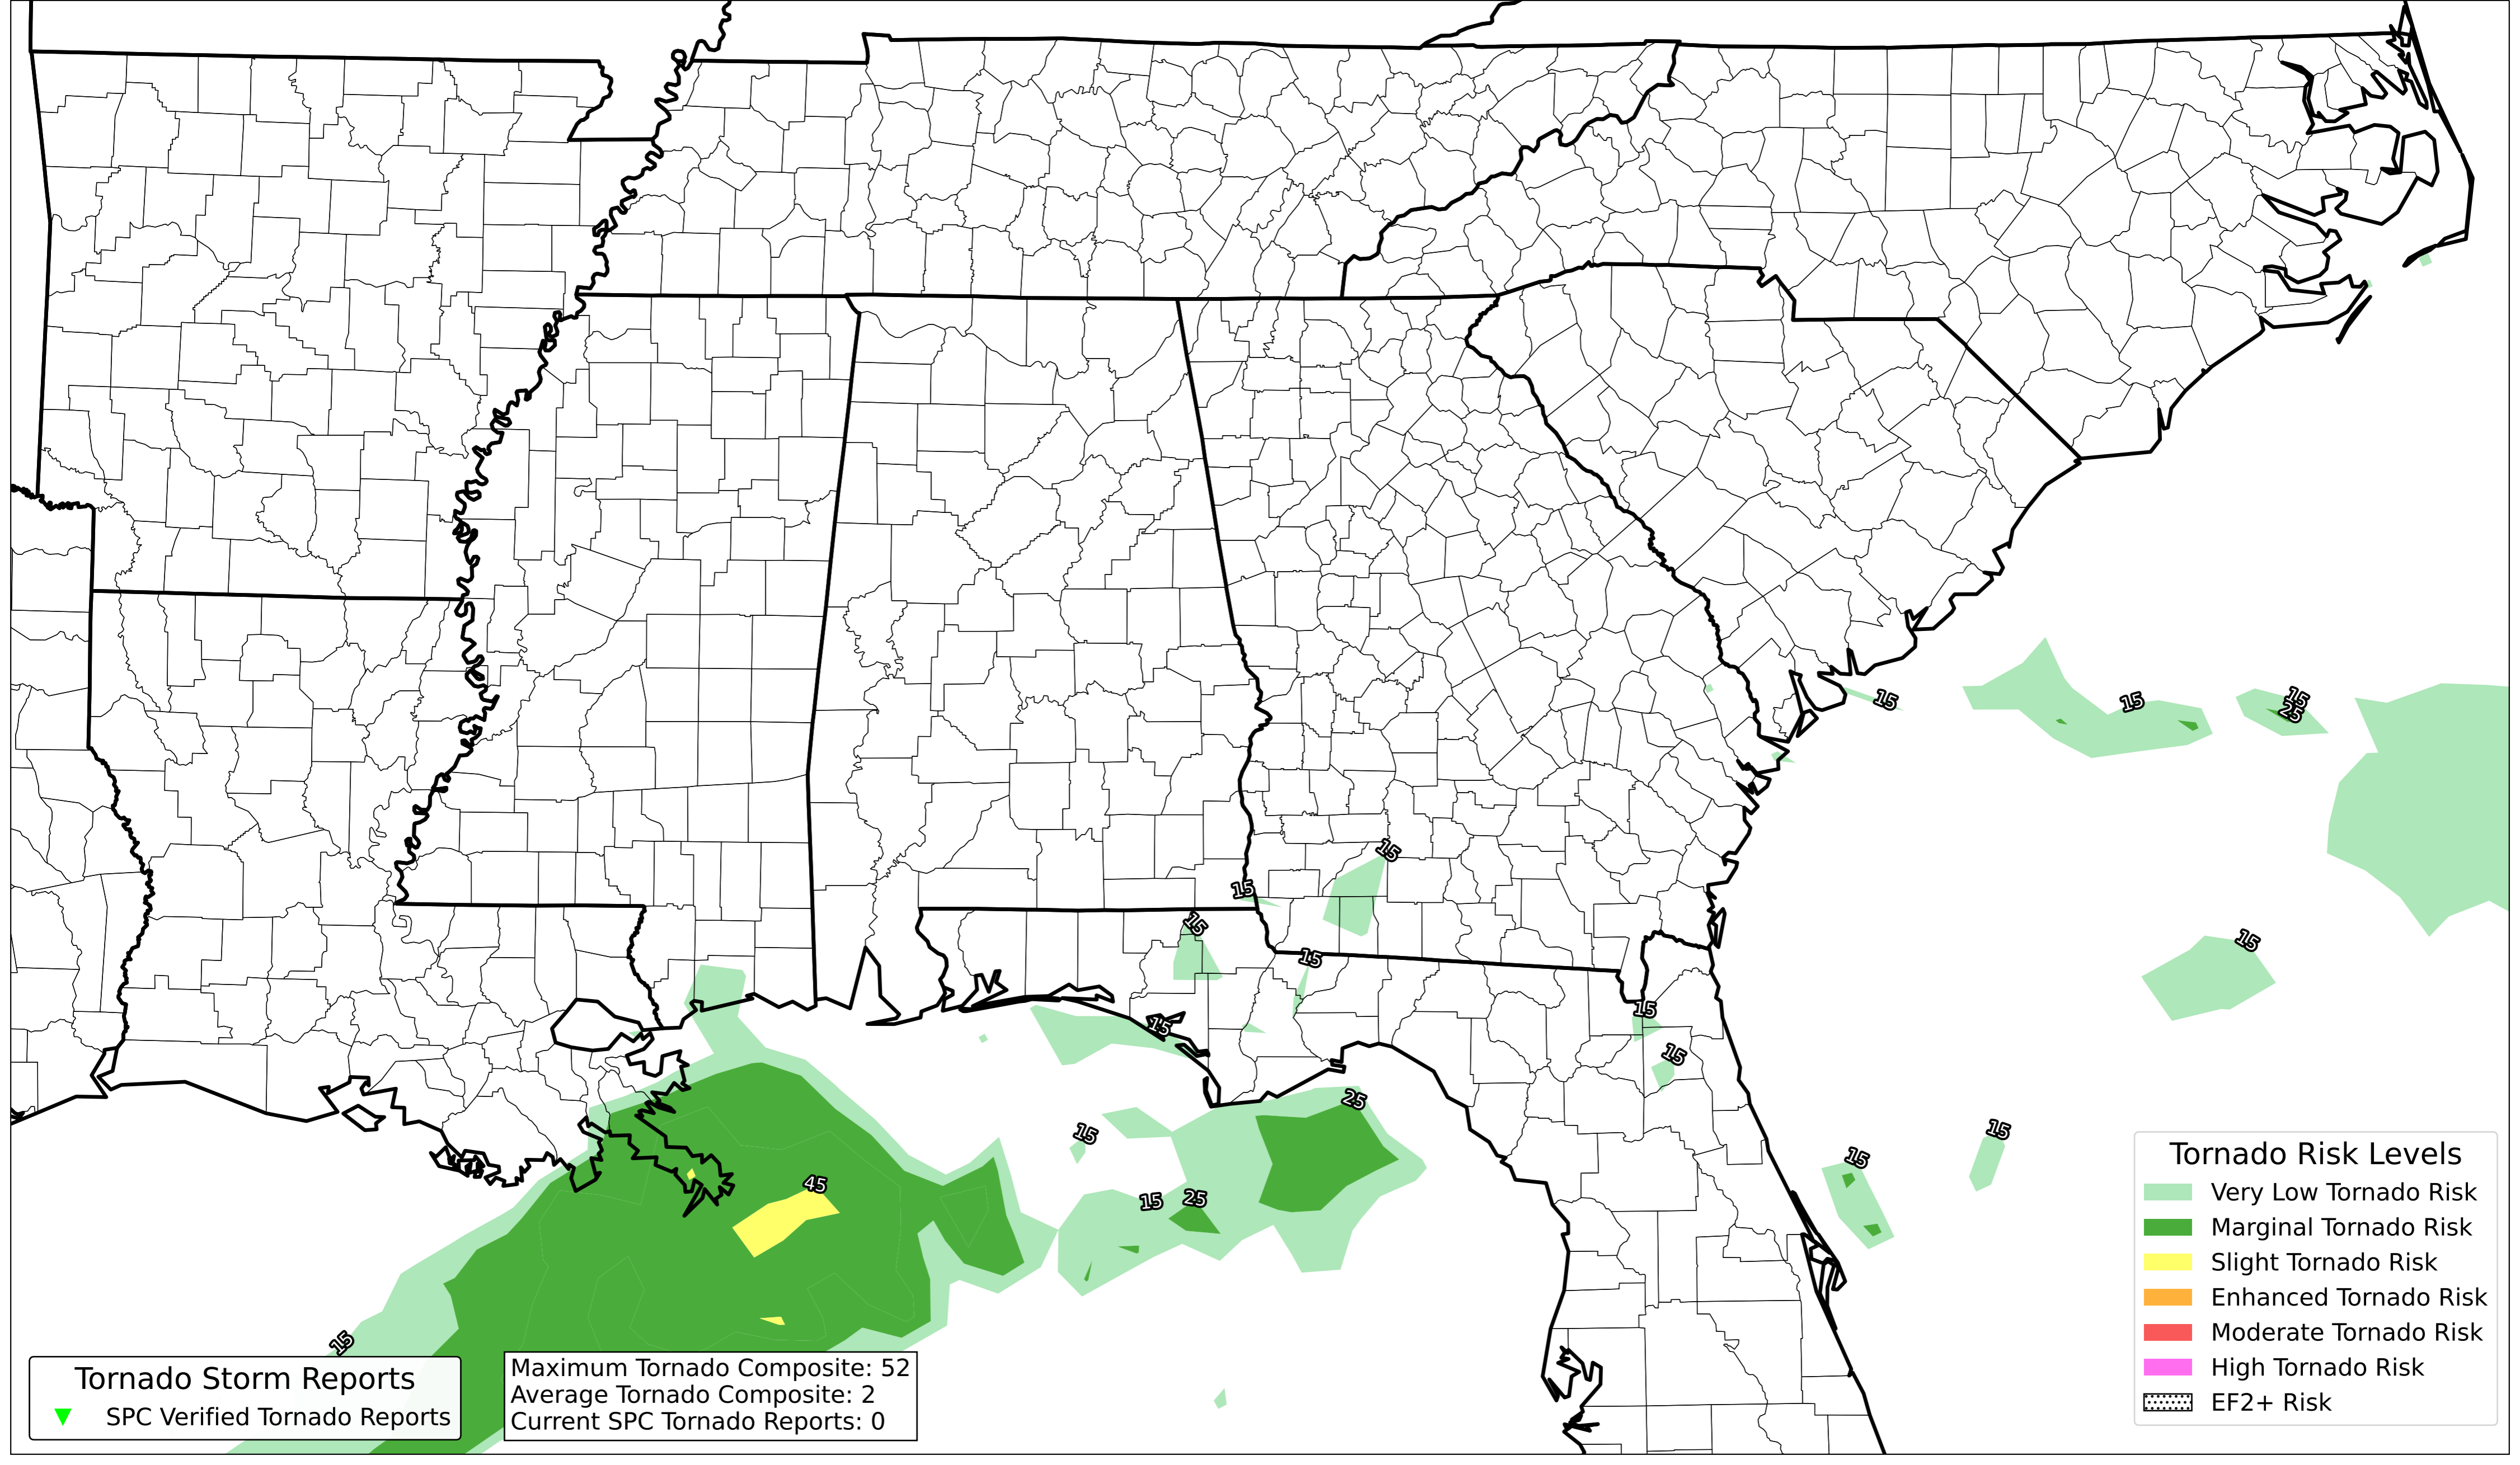 15
15
25
15
15
15
15
15
15
15
15
15
25
15
15
15
25
45
15
Tornado Risk Levels
Very Low Tornado Risk
Marginal Tornado Risk
Slight Tornado Risk
Enhanced Tornado Risk
Moderate Tornado Risk
High Tornado Risk
EF2+ Risk
Tornado Storm Reports
SPC Verified Tornado Reports
Maximum Tornado Composite: 52
Average Tornado Composite: 2
Current SPC Tornado Reports: 0